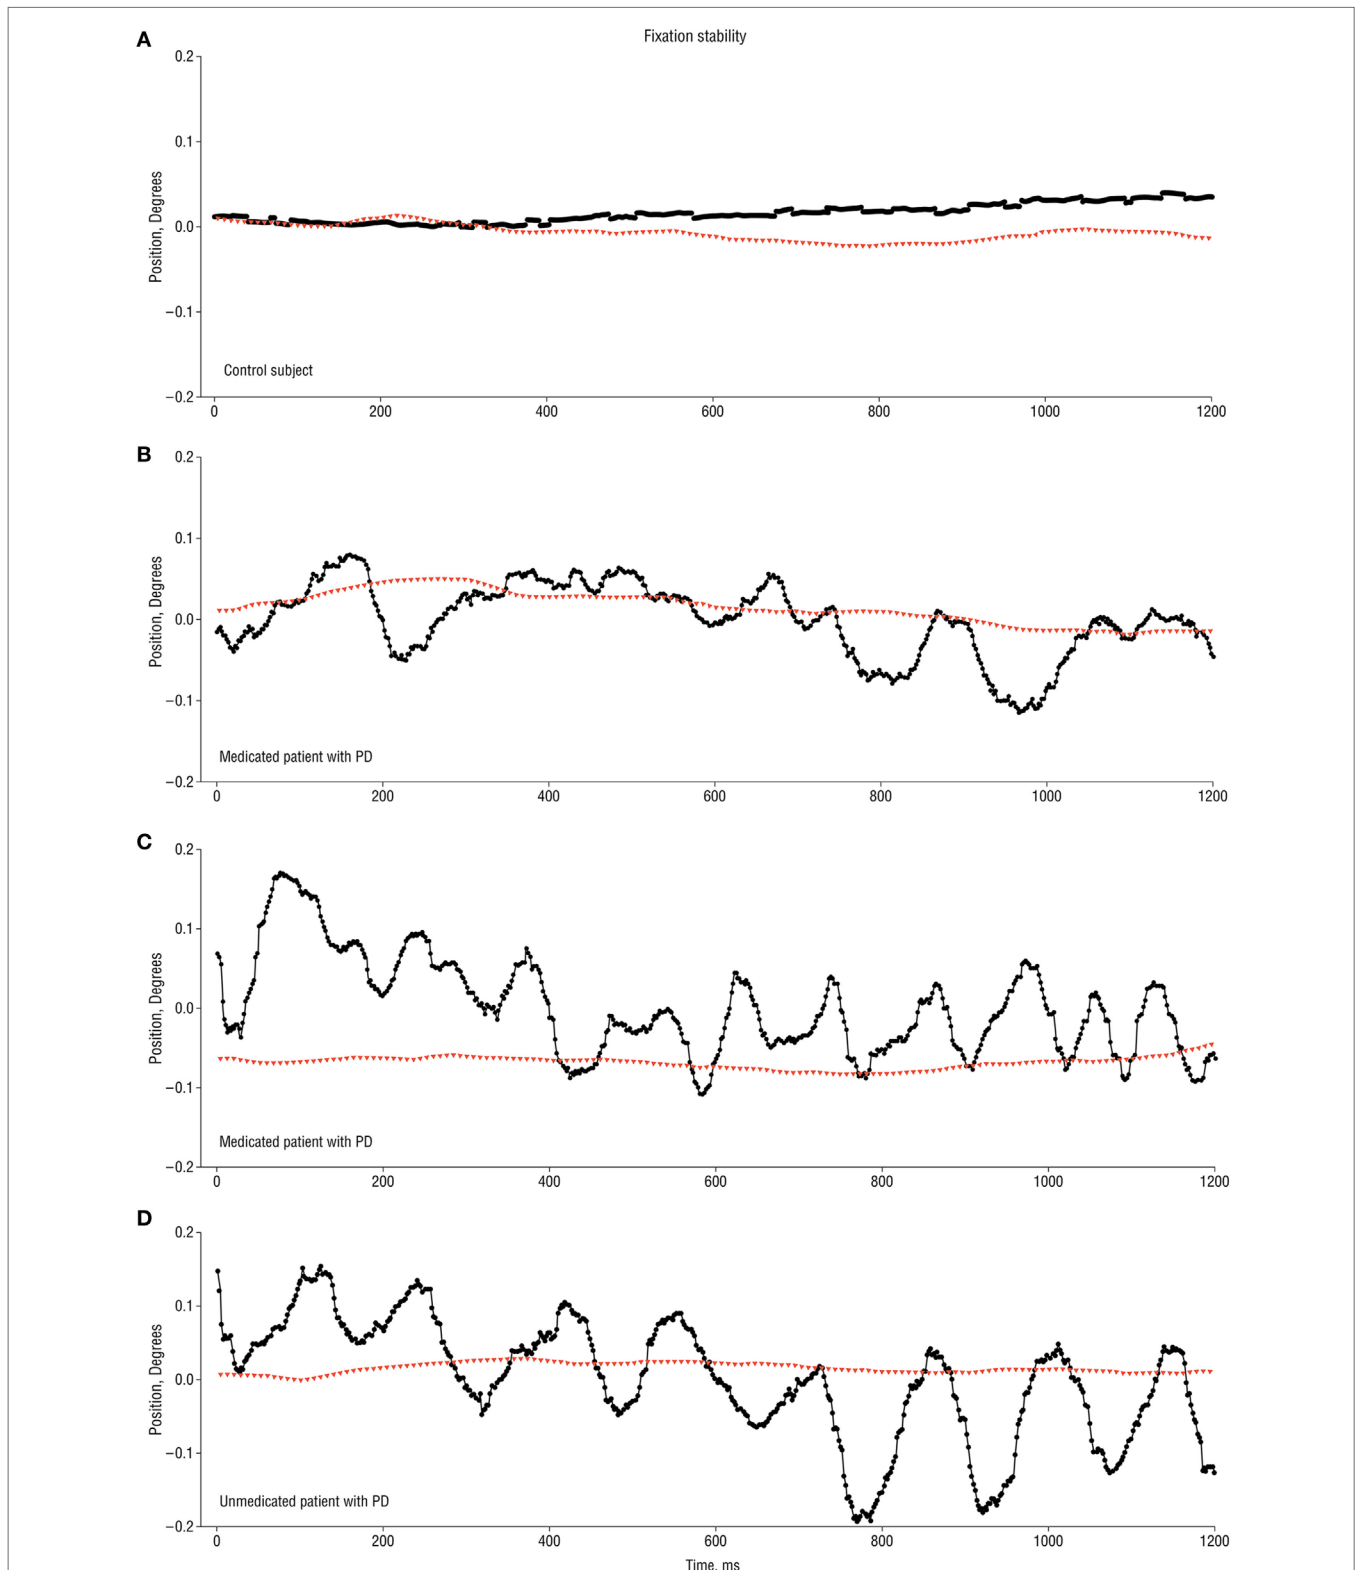 A
Fixation stability
0.2
0.1
0.0
−0.1
−0.2
Position, Degrees
Control subject
0 200 400 600 800 1000 1200
B
0.2
0.1
0.0
−0.1
−0.2
Position, Degrees
Medicated patient with PD
0 200 400 600 800 1000 1200
C
0.2
0.1
0.0
−0.1
−0.2
Position, Degrees
Medicated patient with PD
0 200 400 600 800 1000 1200
D
0.2
0.1
0.0
−0.1
−0.2
Position, Degrees
Unmedicated patient with PD
0 200 400 600 800 1000 1200
Time, ms